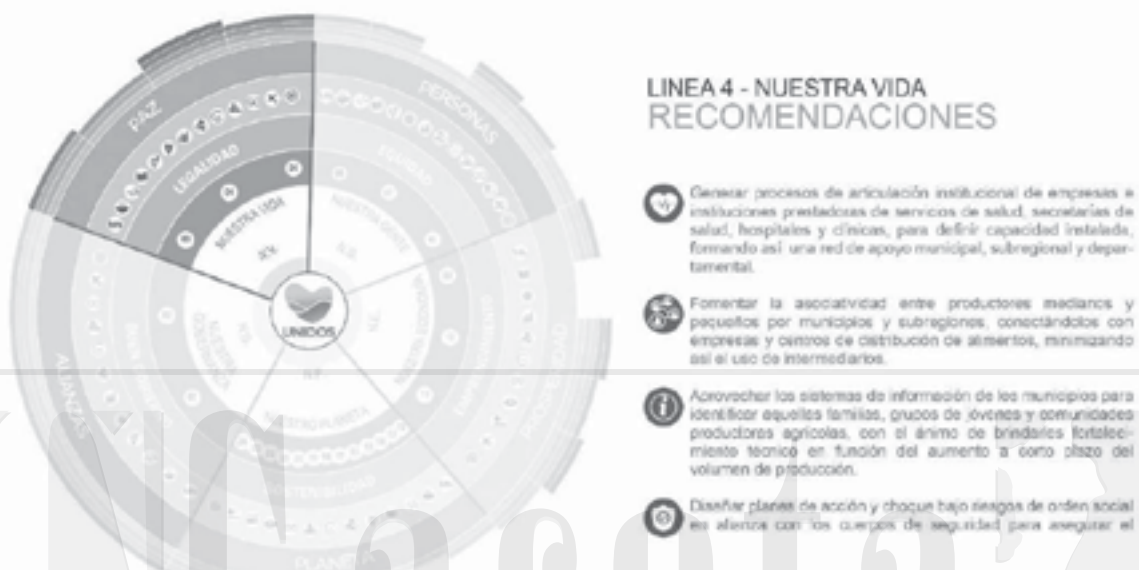 PAZ
PERSONAS
LEGALIDAD
EQUIDAD
NUESTRA VIDA
NUESTRA GENTE
N.V.
N.G.
N.E.
UNIDOS
ALIANZAS
NUESTRO PLANETA
SOSTENIBILIDAD
PLANETA
LINEA 4 - NUESTRA VIDA
RECOMENDACIONES
Generar procesos de articulación institucional de empresas e
instituciones prestadoras de servicios de salud, secretarías de
salud, hospitales y clínicas, para definir capacidad instalada,
formando así una red de apoyo municipal, subregional y depar-
tamental.
Fomentar la asociatividad entre productores medianos y
pequeños por municipios y subregiones, conectándolos con
empresas y centros de distribución de alimentos, minimizando
así el uso de intermediarios.
Aprovechar los sistemas de información de los municipios para
identificar aquellas familias, grupos de jóvenes y comunidades
productoras agrícolas, con el ánimo de brindarles fortaleci-
miento técnico en función del aumento a corto plazo del
volumen de producción.
Diseñar planes de acción y choque bajo riesgos de orden social
en alianza con los cuerpos de seguridad para asegurar el